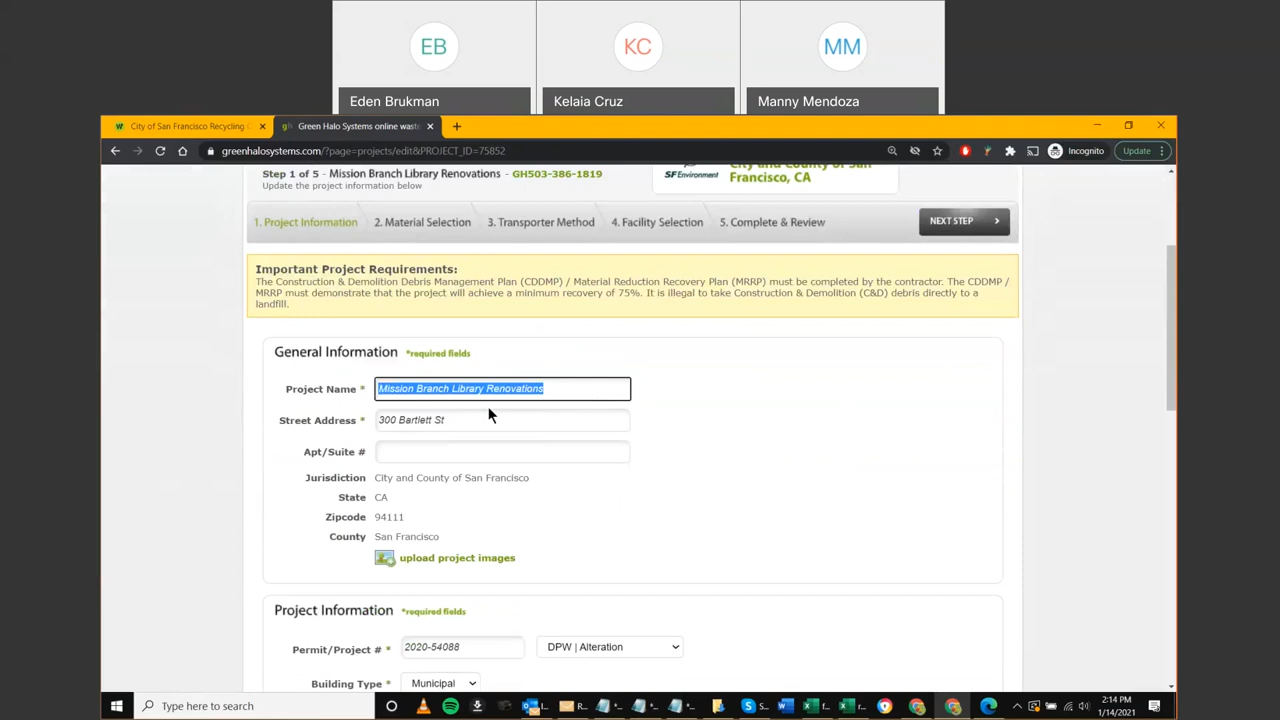 EB
KC
MM
Eden Brukman
Kelaia Cruz
Manny Mendoza
City of San Francisco Recycling
Green Halo Systems online waste
greenhalosystems.com/?page=projects/edit&PROJECT_ID=75852
Incognito
Update
Step 1 of 5 - Mission Branch Library Renovations - GH503-386-1819
Update the project information below
SF Environment
City and County of San
Francisco, CA
1. Project Information
2. Material Selection
3. Transporter Method
4. Facility Selection
5. Complete & Review
NEXT STEP
Important Project Requirements:
The Construction & Demolition Debris Management Plan (CDDMP) / Material Reduction Recovery Plan (MRRP) must be completed by the contractor. The CDDMP /
MRRP must demonstrate that the project will achieve a minimum recovery of 75%. It is illegal to take Construction & Demolition (C&D) debris directly to a
landfill.
General Information *required fields
Project Name * Mission Branch Library Renovations
Street Address * 300 Bartlett St
Apt/Suite #
Jurisdiction City and County of San Francisco
State CA
Zipcode 94111
County San Francisco
upload project images
Project Information *required fields
Permit/Project # * 2020-54088 DPW | Alteration
Building Type * Municipal
Type here to search
2:14 PM
1/14/2021